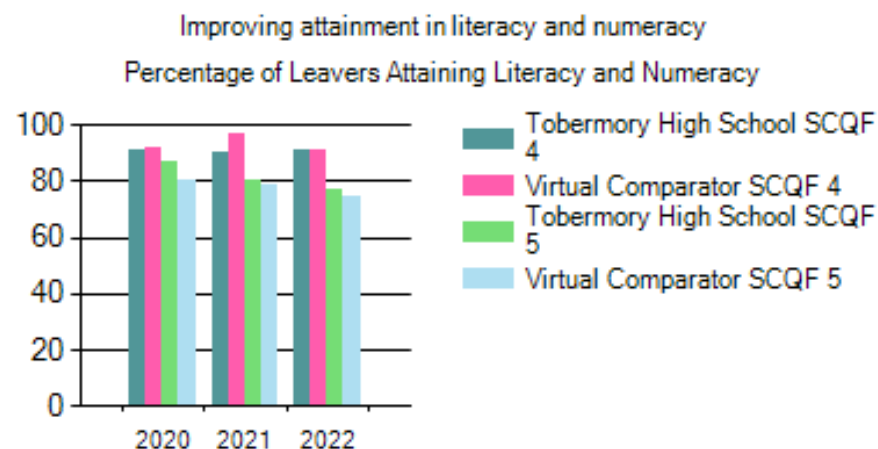 Improving attainment in literacy and numeracy
Percentage of Leavers Attaining Literacy and Numeracy
100
80
60
40
20
0
2020 2021 2022
Tobermory High School SCQF
4
Virtual Comparator SCQF 4
Tobermory High School SCQF
5
Virtual Comparator SCQF 5